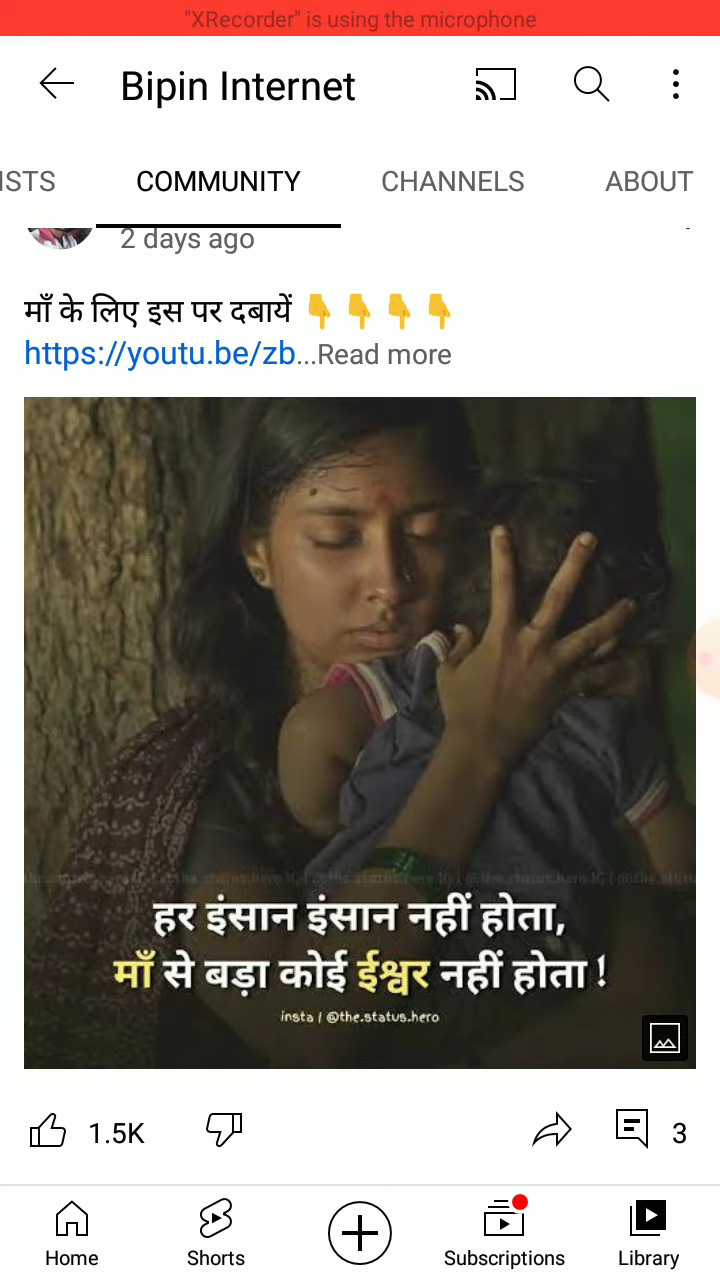 "XRecorder" is using the microphone
Bipin Internet
ISTS COMMUNITY CHANNELS ABOUT
2 days ago
माँ के लिए इस पर दबायें 👇👇👇👇
https://youtu.be/zb...Read more
हर इंसान इंसान नहीं होता,
माँ से बड़ा कोई ईश्वर नहीं होता!
insta | @the.status.hero
1.5K 3
Home Shorts Subscriptions Library